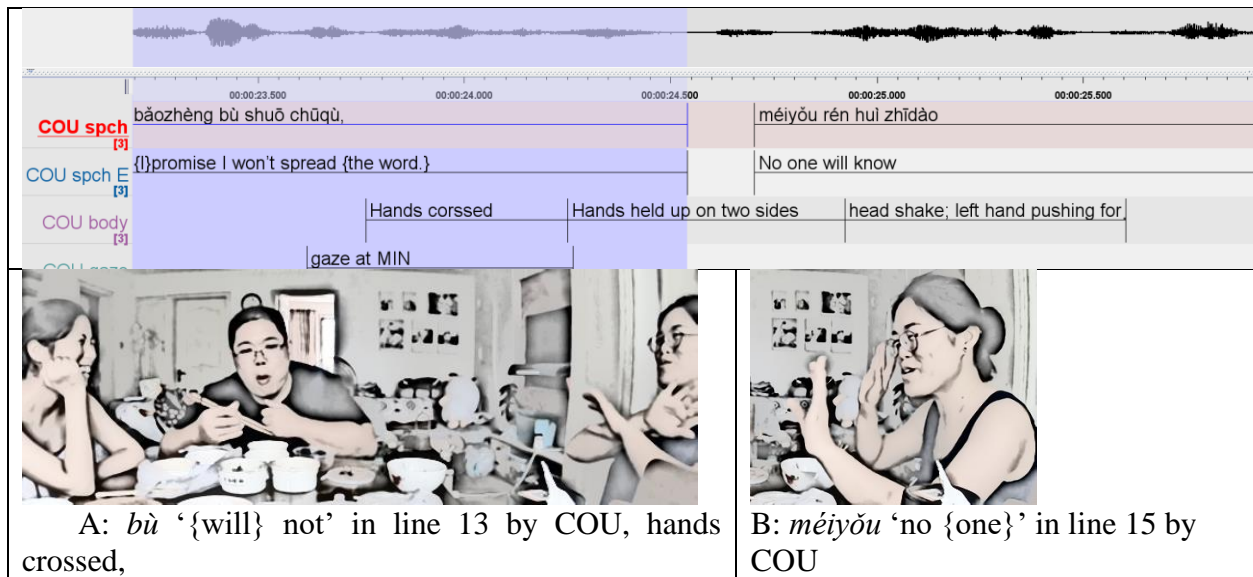 00:00:23.500 00:00:24.000 00:00:24.500 00:00:25.000 00:00:25.500
COU spch
[3]
bǎozhèng bù shuō chūqù,
méiyǒu rén huì zhīdào
COU spch E
[3]
{I}promise I won't spread {the word.}
No one will know
COU body
[3]
Hands corssed
Hands held up on two sides
head shake; left hand pushing for
gaze at MIN
A: bù ‘{will} not’ in line 13 by COU, hands
crossed,
B: méiyǒu ‘no {one}’ in line 15 by
COU